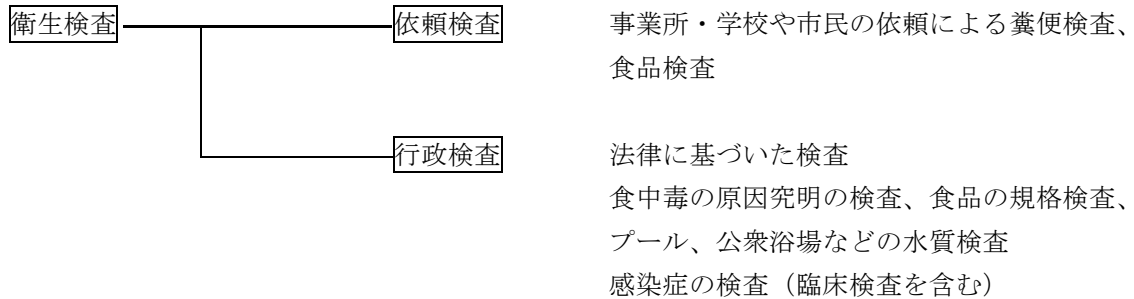 衛生検査 依頼検査 事業所・学校や市民の依頼による糞便検査、
食品検査
行政検査 法律に基づいた検査
食中毒の原因究明の検査、食品の規格検査、
プール、公衆浴場などの水質検査
感染症の検査（臨床検査を含む）